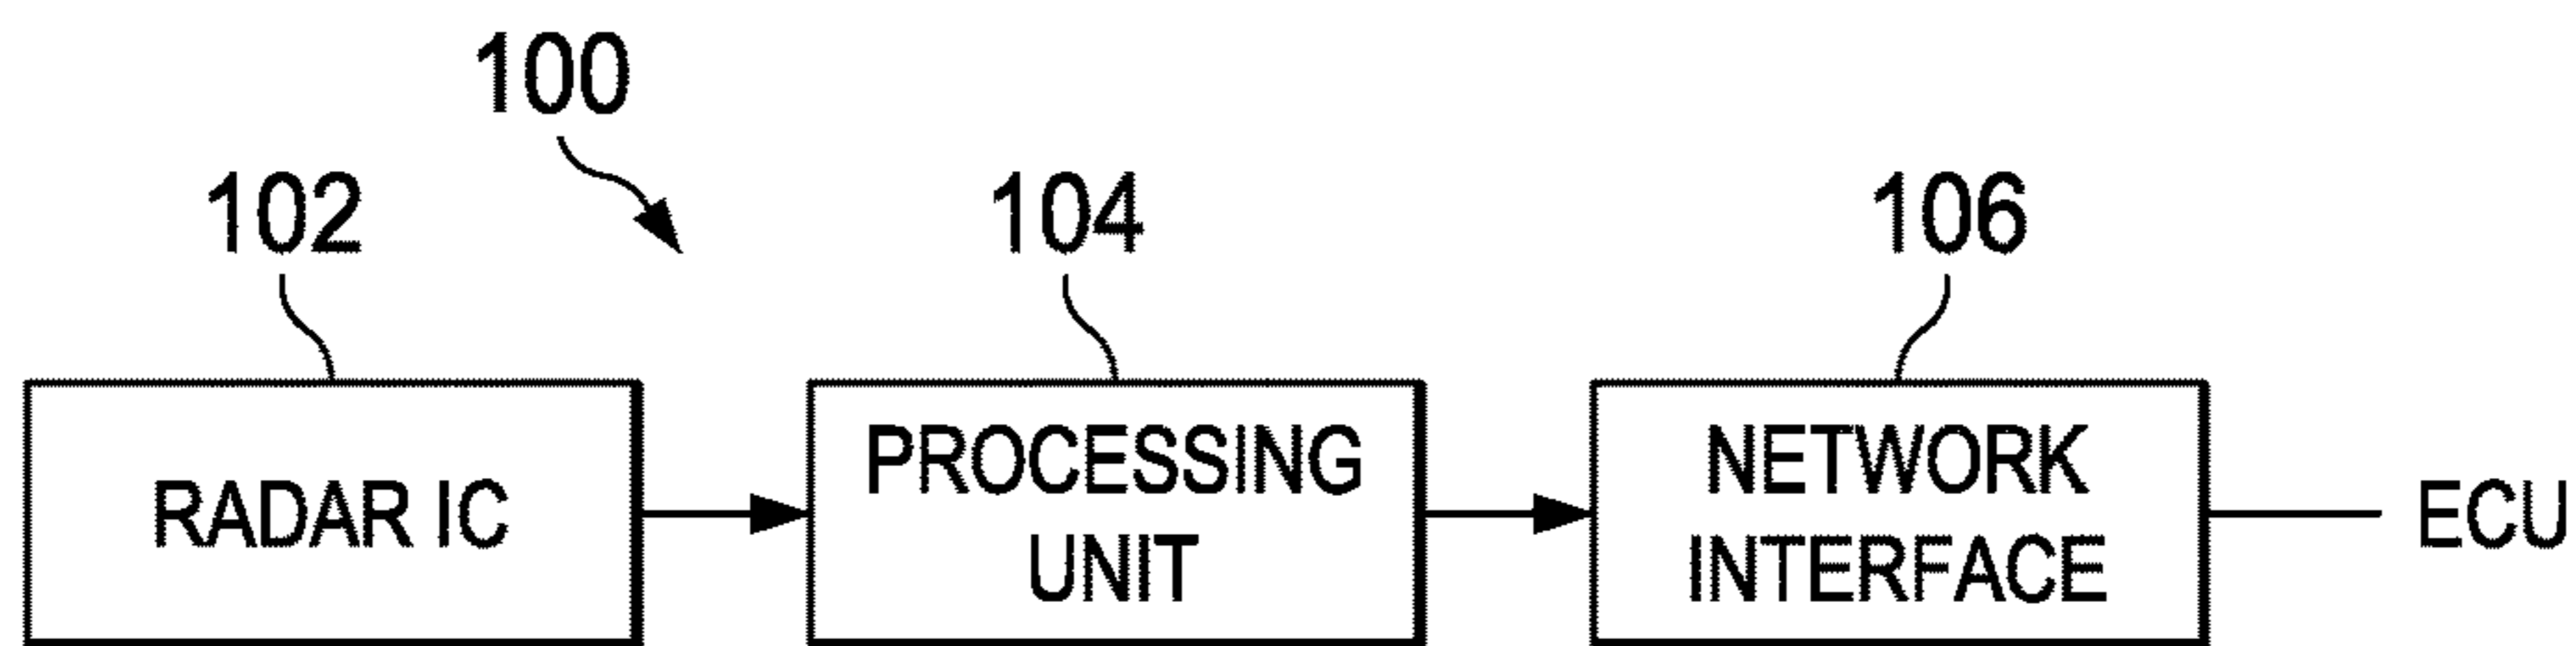 100
102
104
106
RADAR IC
PROCESSING
UNIT
NETWORK
INTERFACE
ECU